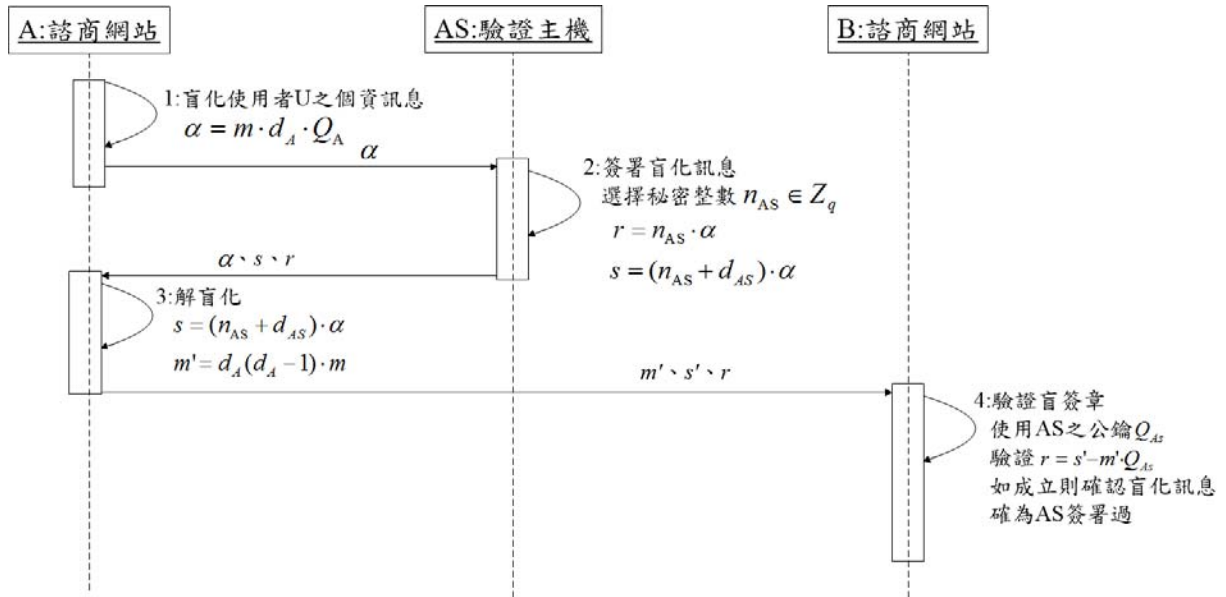 A:諮商網站
AS:驗證主機
B:諮商網站
1:盲化使用者U之個資訊息
α = m · d_A · Q_A
α
2:簽署盲化訊息
選擇秘密整數 n_AS ∈ Z_q
r = n_AS · α
s = (n_AS + d_AS) · α
α、s、r
3:解盲化
s = (n_AS + d_AS) · α
m' = d_A(d_A − 1) · m
m'、s'、r
4:驗證盲簽章
使用AS之公鑰Q_As
驗證 r = s'−m'·Q_As
如成立則確認盲化訊息
確為AS簽署過